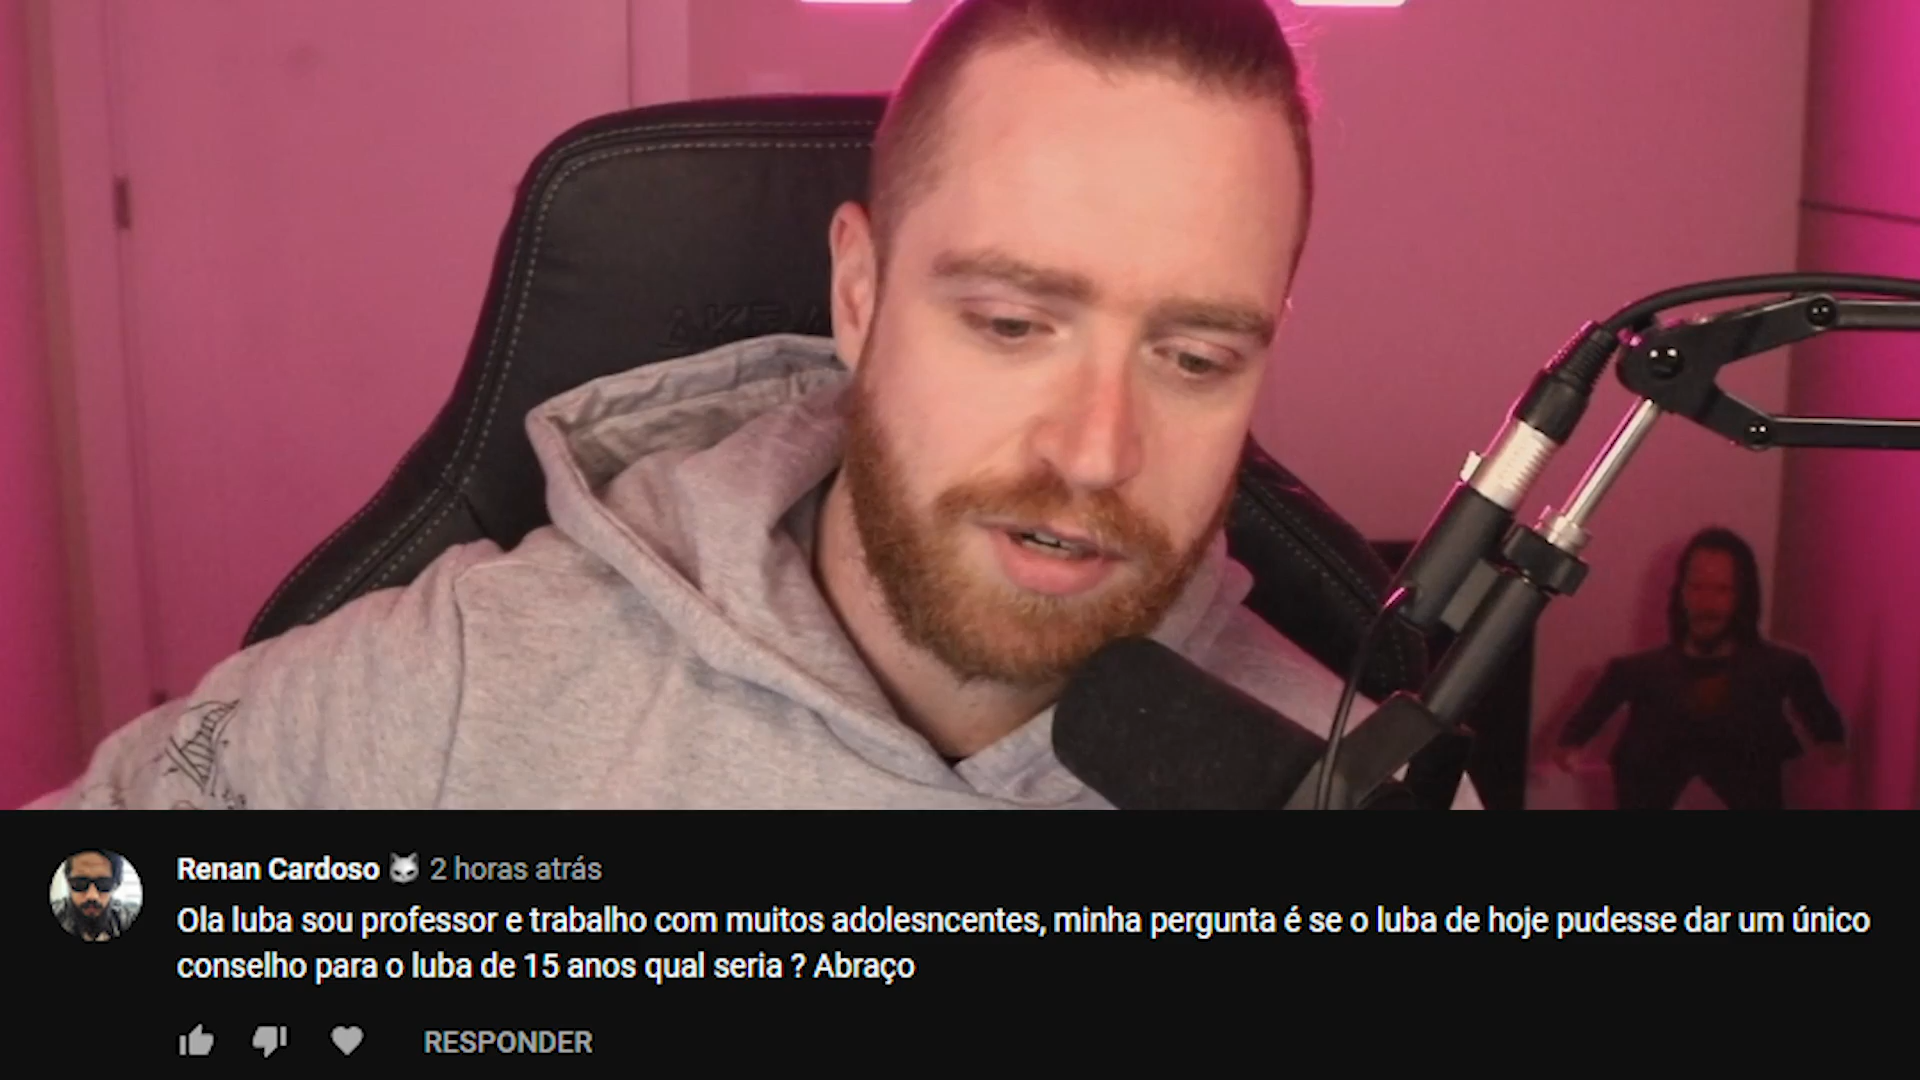 Renan Cardoso 2 horas atrás
Ola luba sou professor e trabalho com muitos adolesncentes, minha pergunta é se o luba de hoje pudesse dar um único
conselho para o luba de 15 anos qual seria ? Abraço
RESPONDER